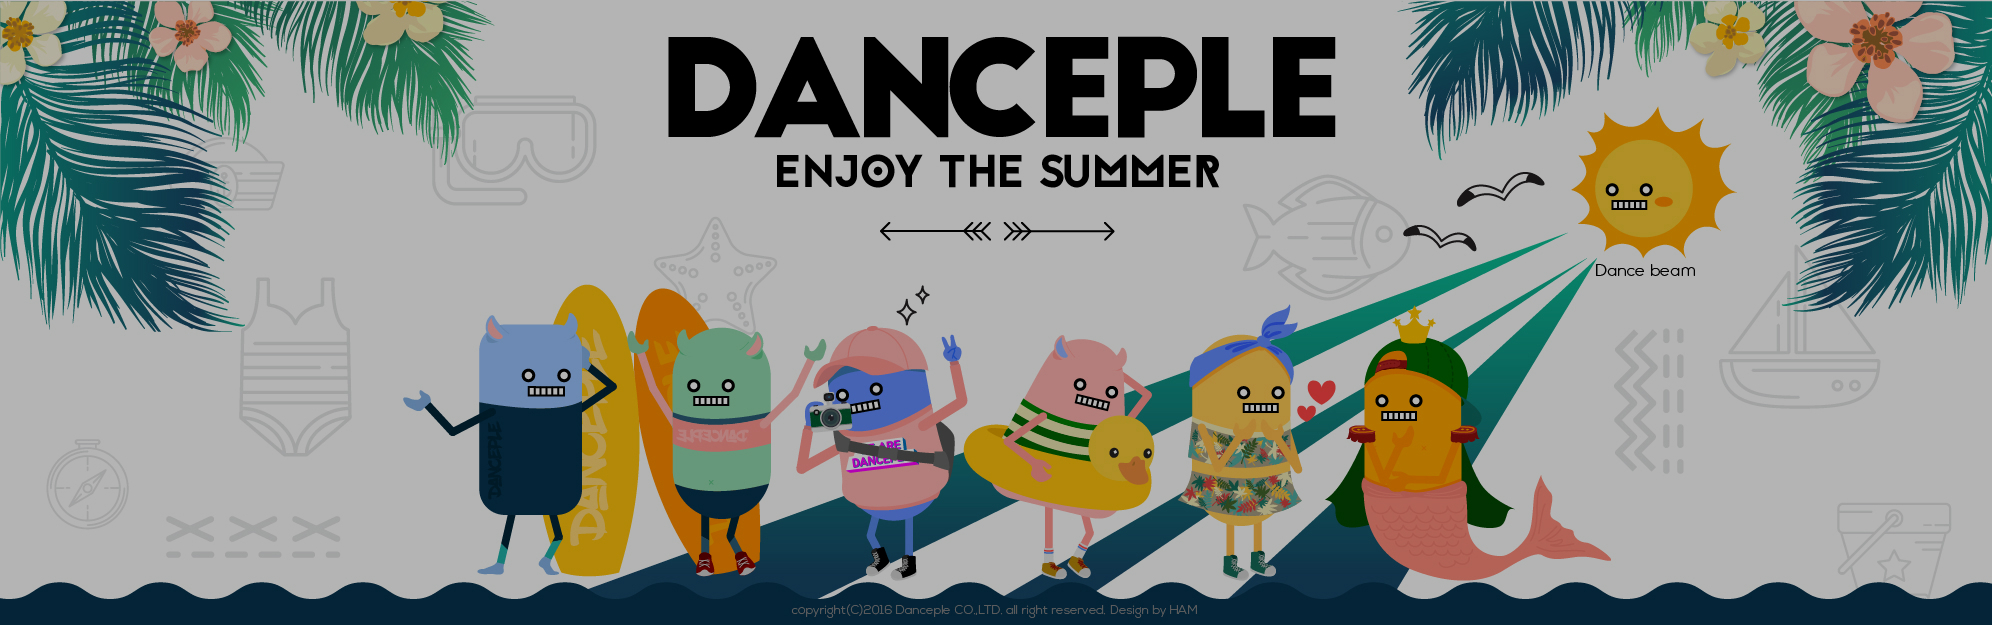 DANCEPLE
ENJOY THE SUMMER
Dance beam
DANCEPLE
DANCEPLE
DANCEPLE
WE ARE
DANCEPLE
copyright(C)2016 Danceple CO.,LTD. all right reserved. Design by HAM